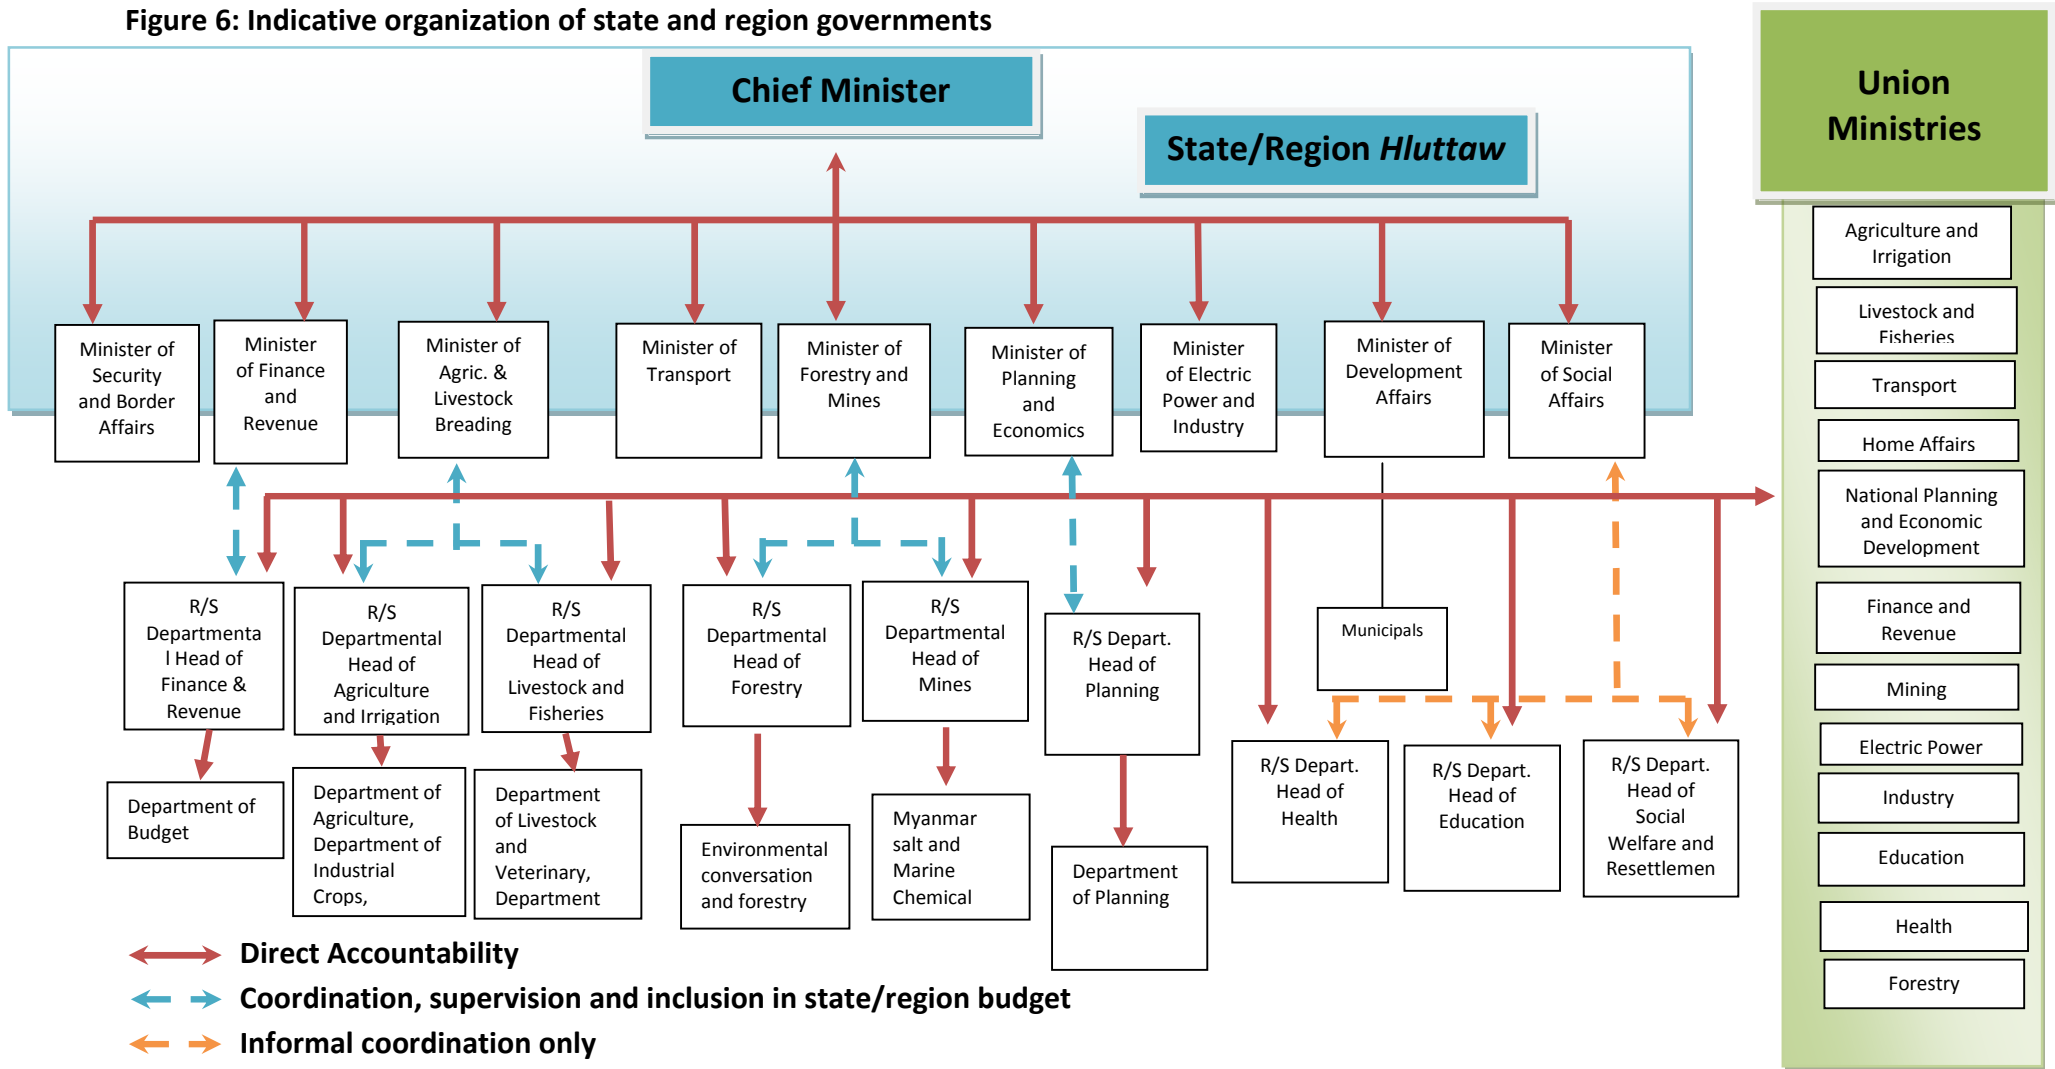 Figure 6: Indicative organization of state and region governments
Chief Minister
State/Region Hluttaw
Union
Ministries
Minister of
Security
and Border
Affairs
Minister
of Finance
and
Revenue
Minister of
Agric. &
Livestock
Breading
Minister of
Transport
Minister of
Forestry and
Mines
Minister of
Planning
and
Economics
Minister
of Electric
Power and
Industry
Minister of
Development
Affairs
Minister
of Social
Affairs
R/S
Departmenta
l Head of
Finance &
Revenue
R/S
Departmental
Head of
Agriculture
and Irrigation
R/S
Departmental
Head of
Livestock and
Fisheries
R/S
Departmental
Head of
Forestry
R/S
Departmental
Head of
Mines
R/S Depart.
Head of
Planning
Municipals
R/S Depart.
Head of
Health
R/S Depart.
Head of
Education
R/S Depart.
Head of
Social
Welfare and
Resettlemen
Department of
Budget
Department of
Agriculture,
Department of
Industrial
Crops,
Department
of Livestock
and
Veterinary,
Department
Environmental
conversation
and forestry
Myanmar
salt and
Marine
Chemical
Department
of Planning
Agriculture and
Irrigation
Livestock and
Fisheries
Transport
Home Affairs
National Planning
and Economic
Development
Finance and
Revenue
Mining
Electric Power
Industry
Education
Health
Forestry
Direct Accountability
Coordination, supervision and inclusion in state/region budget
Informal coordination only